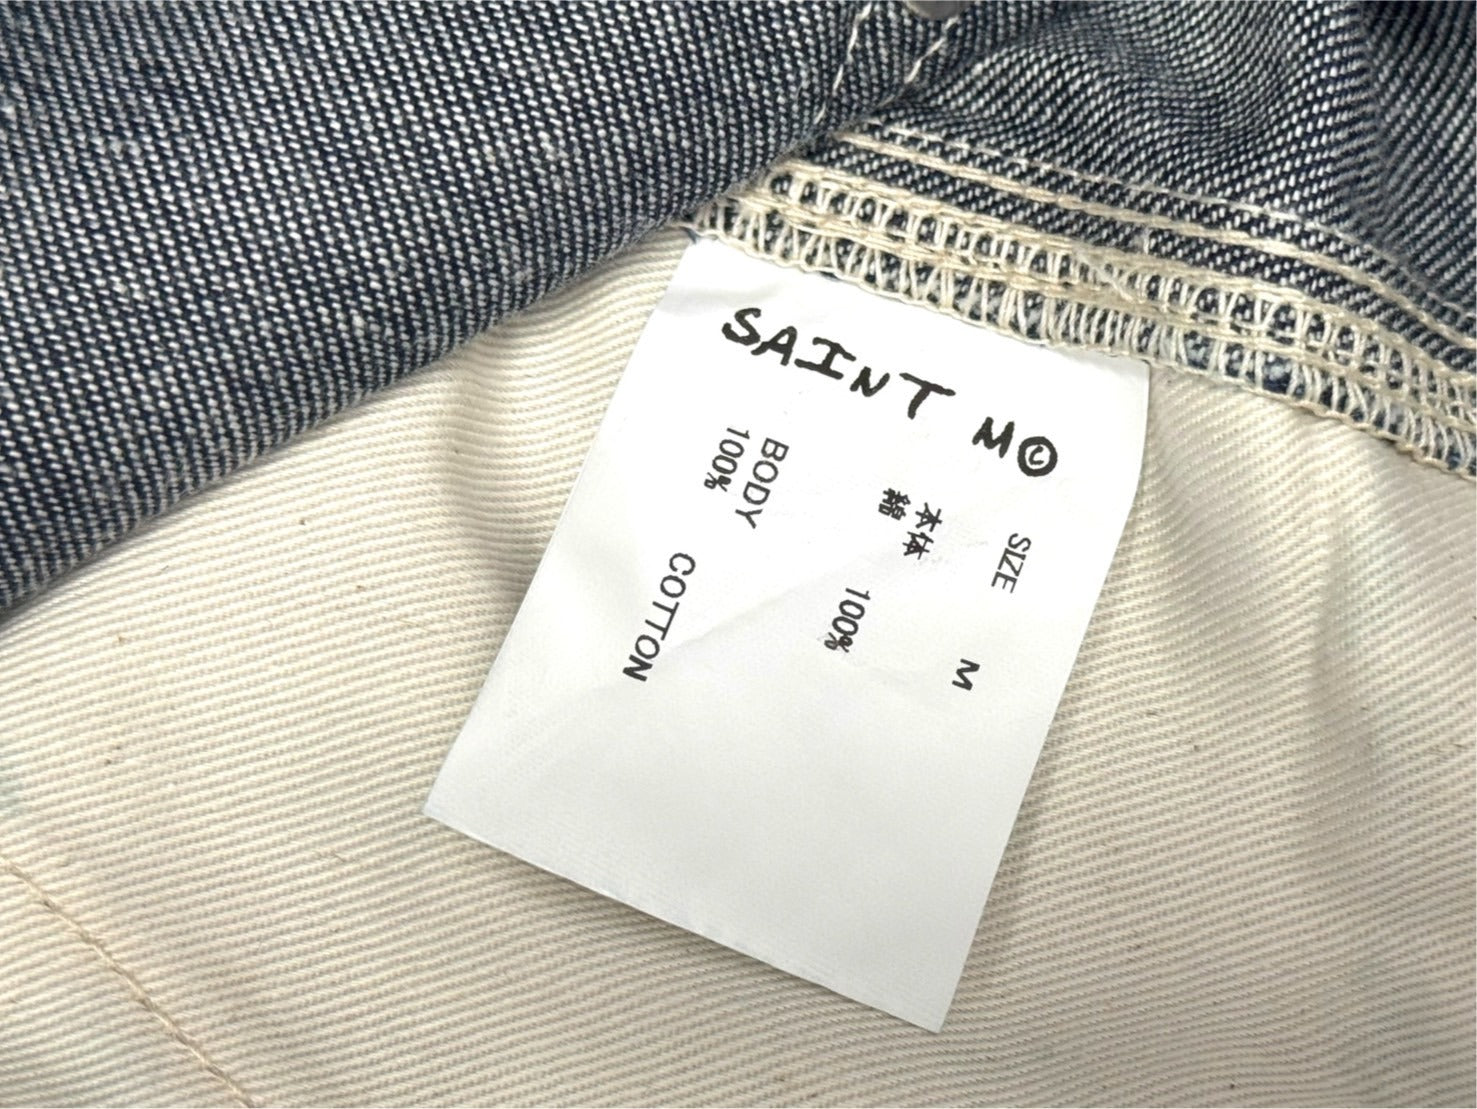 SAINT M©
SIZE M
本体
綿 100%
BODY
100% COTTON